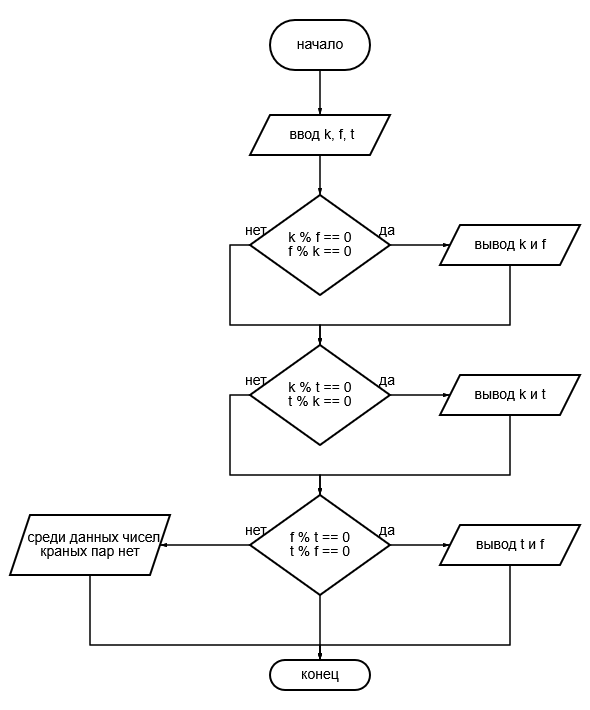 начало
ввод k, f, t
нет
да
k % f == 0
f % k == 0
вывод k и f
нет
да
k % t == 0
t % k == 0
вывод k и t
нет
да
среди данных чисел
краных пар нет
f % t == 0
t % f == 0
вывод t и f
конец